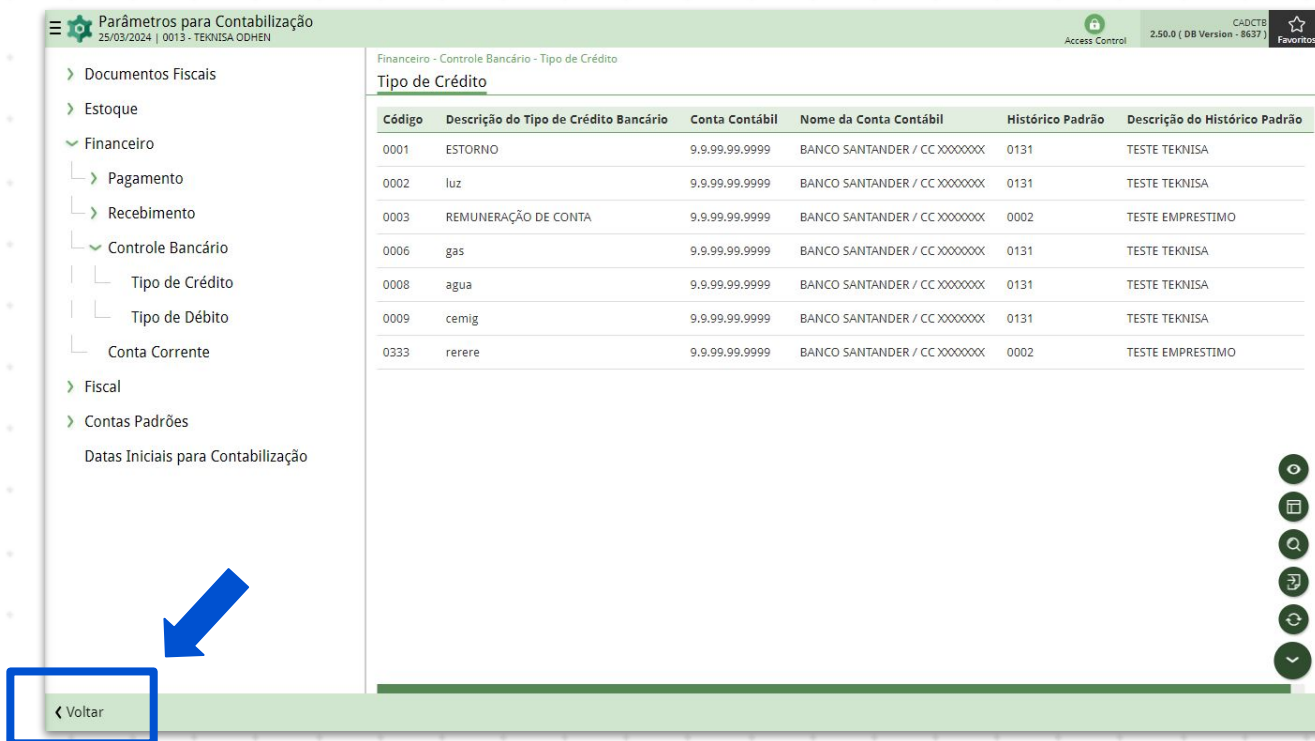 Parâmetros para Contabilização
25/03/2024 | 0013 - TEKNISA ODHEN
Access Control
CADCTB
2.50.0 ( DB Version - 8637 )
Favoritos
Documentos Fiscais
Estoque
Financeiro
Pagamento
Recebimento
Controle Bancário
Tipo de Crédito
Tipo de Débito
Conta Corrente
Fiscal
Contas Padrões
Datas Iniciais para Contabilização
Financeiro - Controle Bancário - Tipo de Crédito
Tipo de Crédito
Código Descrição do Tipo de Crédito Bancário Conta Contábil Nome da Conta Contábil Histórico Padrão Descrição do Histórico Padrão
0001 ESTORNO 9.9.99.99.9999 BANCO SANTANDER / CC XXXXXXX 0131 TESTE TEKNISA
0002 luz 9.9.99.99.9999 BANCO SANTANDER / CC XXXXXXX 0131 TESTE TEKNISA
0003 REMUNERAÇÃO DE CONTA 9.9.99.99.9999 BANCO SANTANDER / CC XXXXXXX 0002 TESTE EMPRESTIMO
0006 gas 9.9.99.99.9999 BANCO SANTANDER / CC XXXXXXX 0131 TESTE TEKNISA
0008 agua 9.9.99.99.9999 BANCO SANTANDER / CC XXXXXXX 0131 TESTE TEKNISA
0009 cemig 9.9.99.99.9999 BANCO SANTANDER / CC XXXXXXX 0131 TESTE TEKNISA
0333 rerere 9.9.99.99.9999 BANCO SANTANDER / CC XXXXXXX 0002 TESTE EMPRESTIMO
Voltar